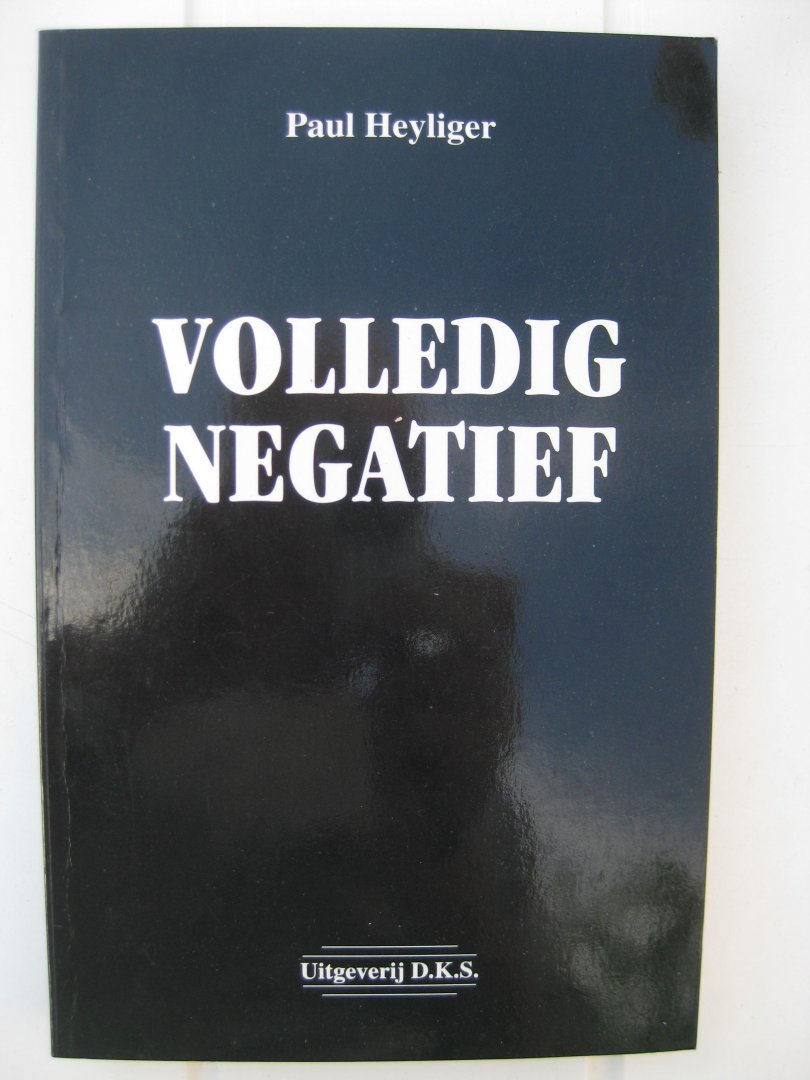 Paul Heyliger
VOLLEDIG
NEGATIEF
Uitgeverij D.K.S.